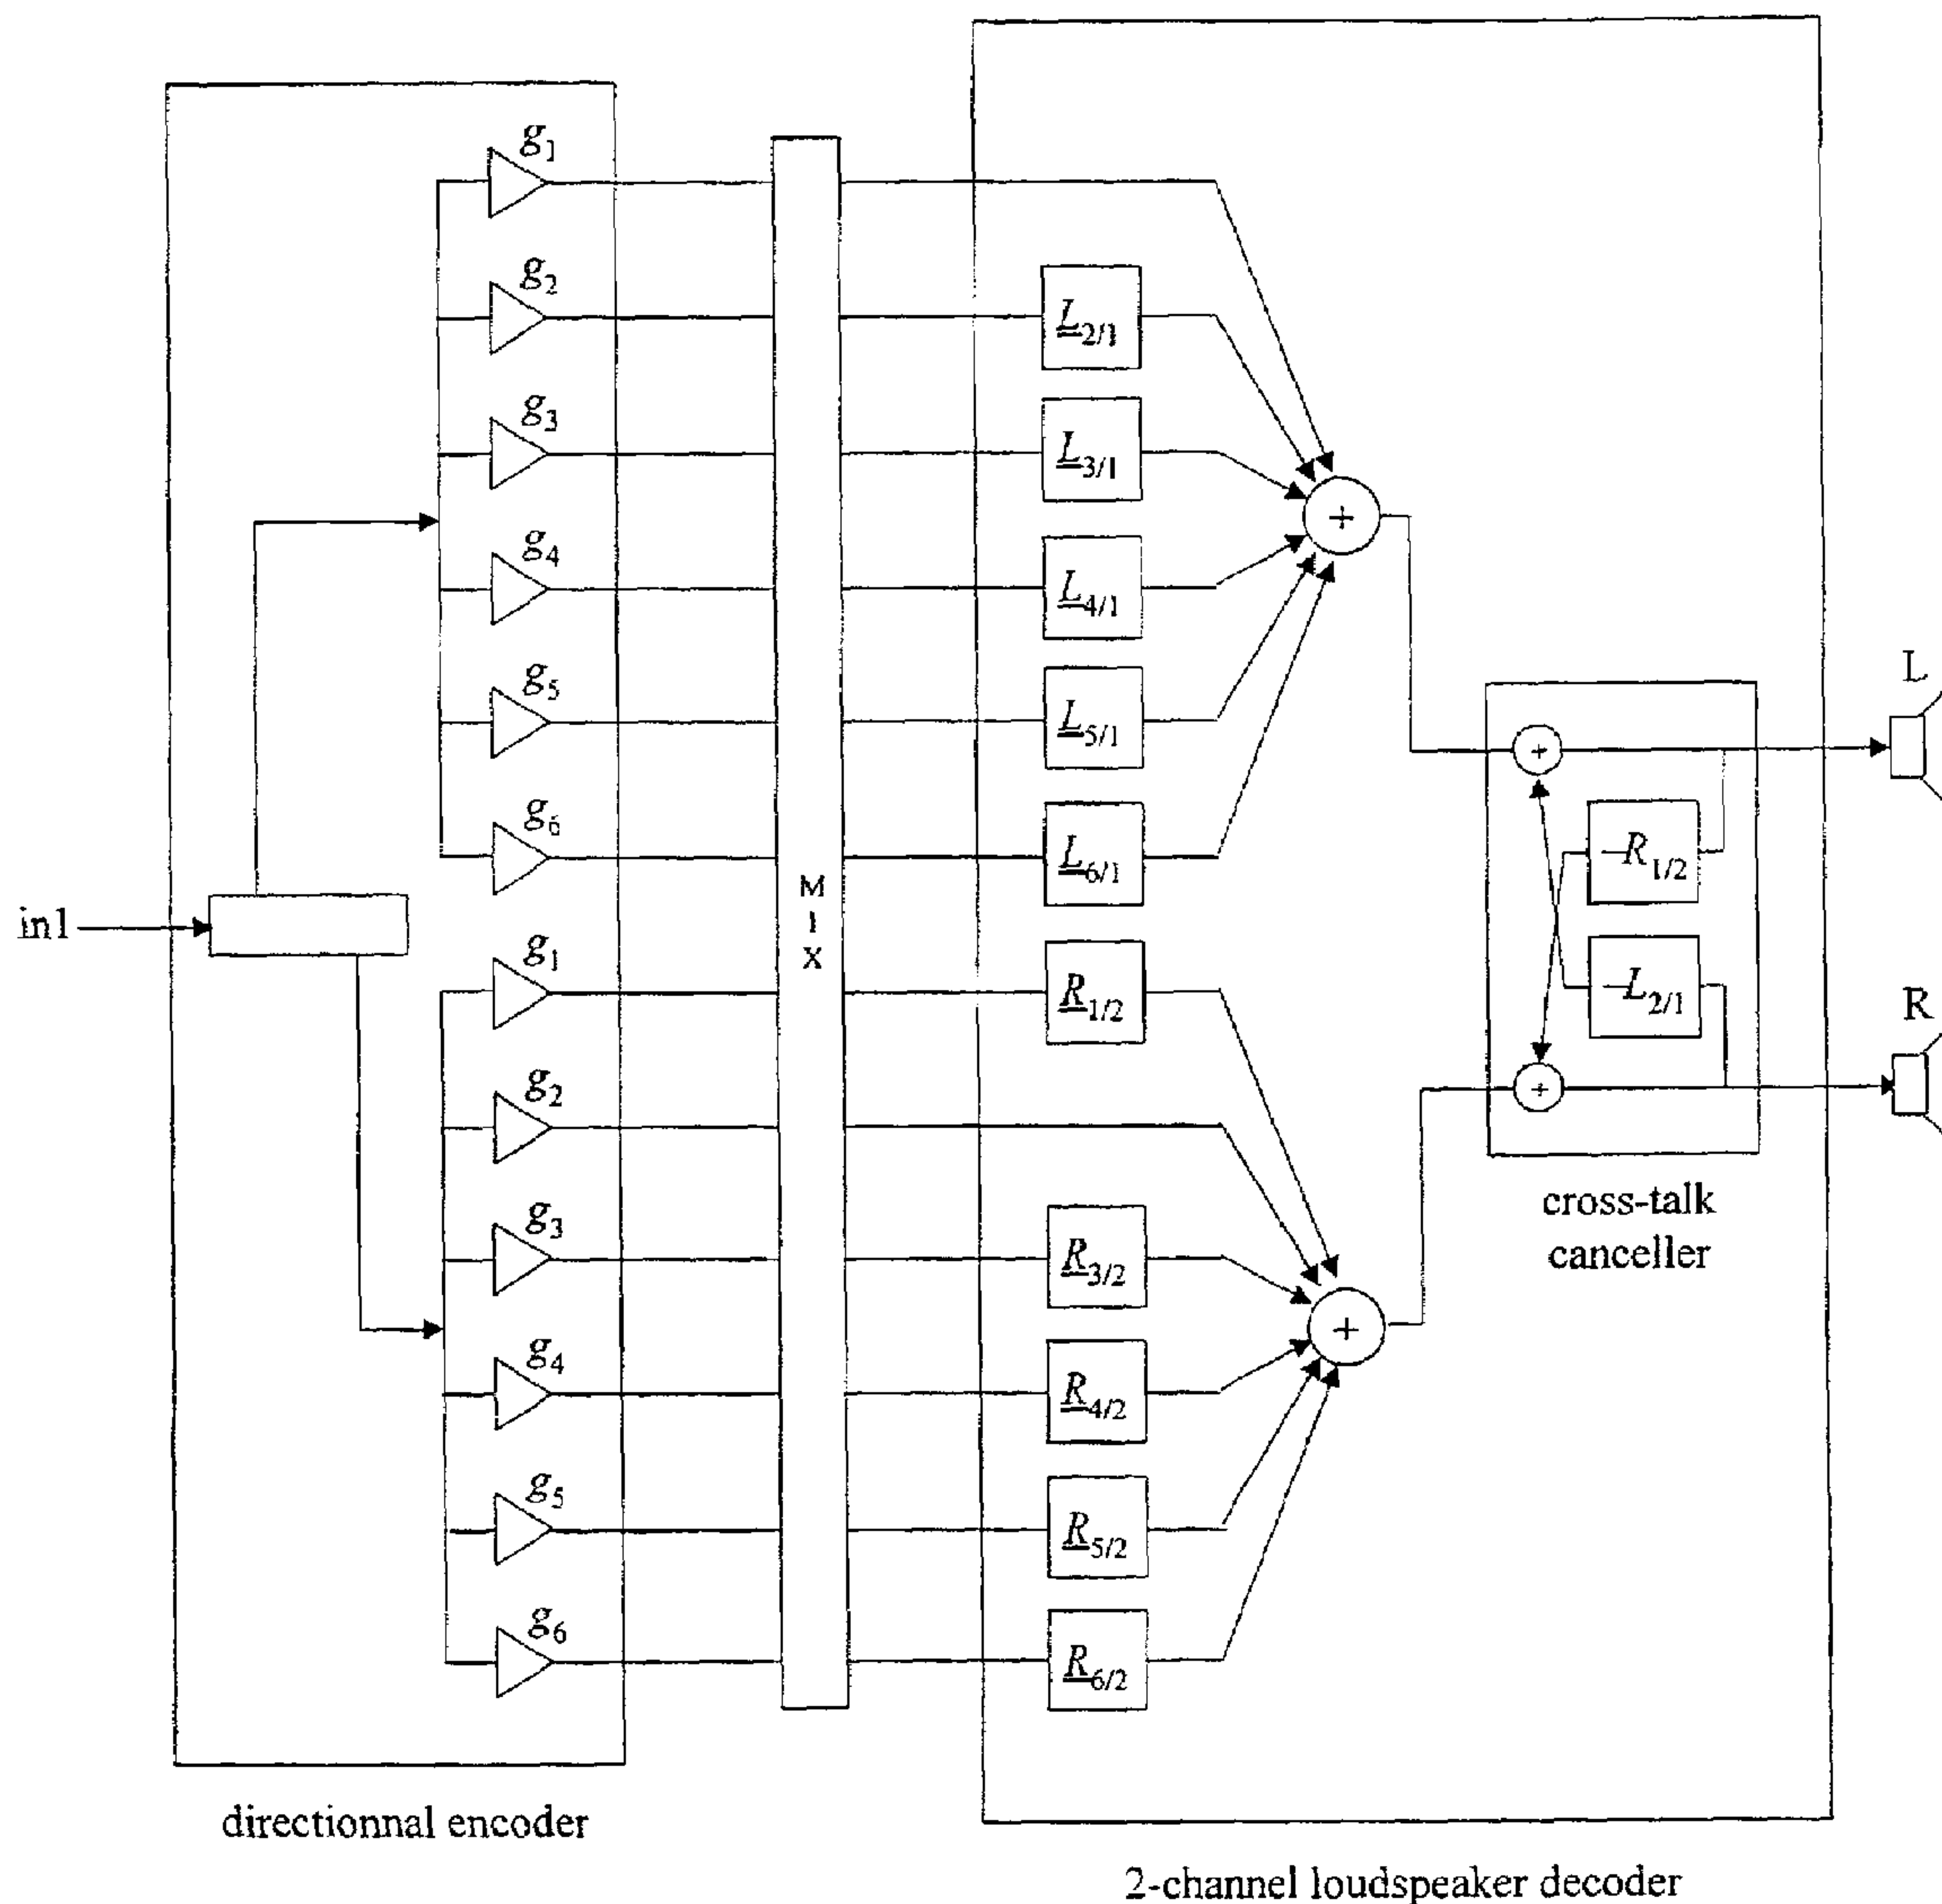 g₁
g₂
g₃
g₄
g₅
g₆
in1
g₁
g₂
g₃
g₄
g₅
g₆
directionnal encoder
M
I
X
L₂/₁
L₃/₁
L₄/₁
L₅/₁
L₆/₁
R₁/₂
R₃/₂
R₄/₂
R₅/₂
R₆/₂
+
+
+
−R₁/₂
−L₂/₁
+
cross-talk
canceller
L
R
2-channel loudspeaker decoder